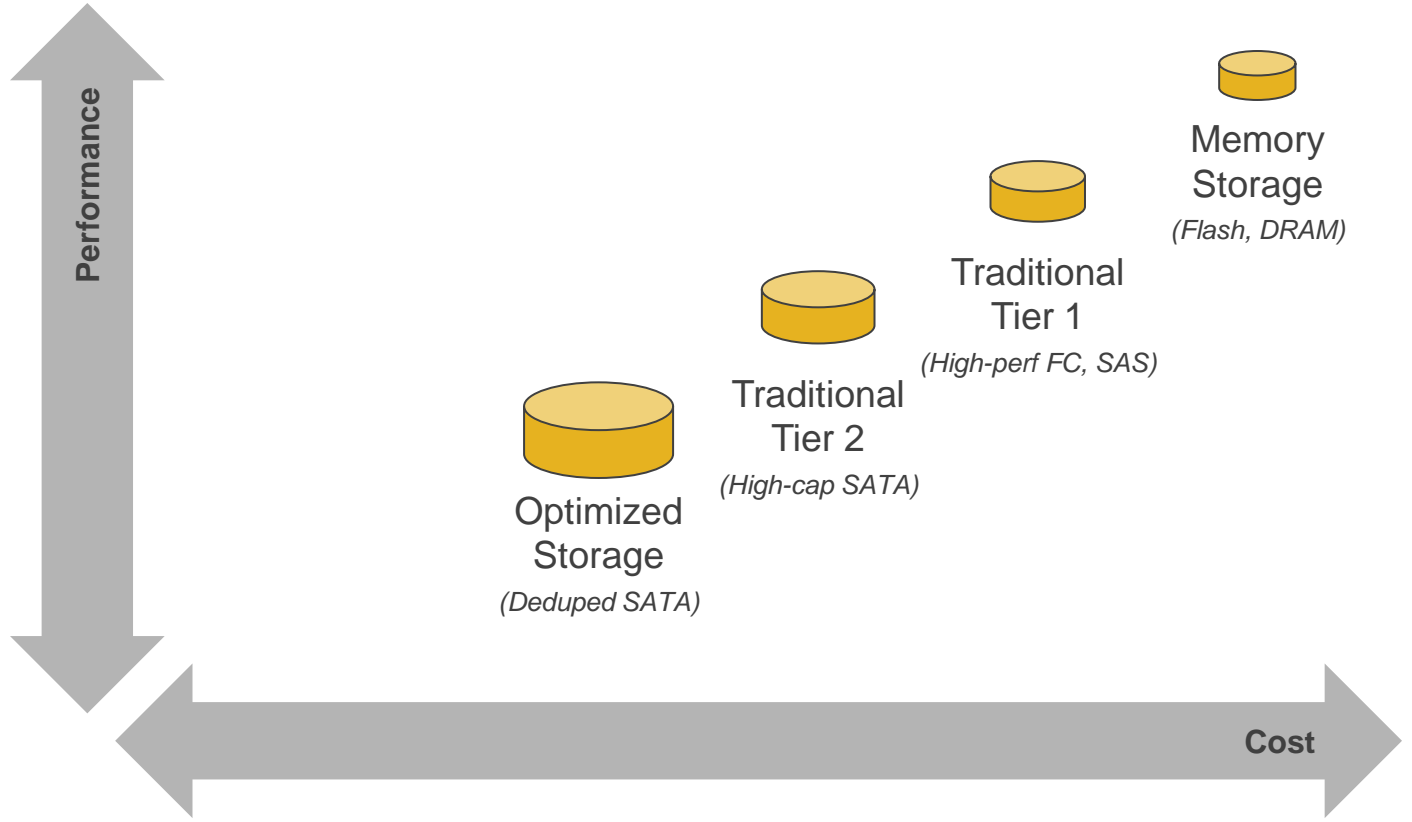 Performance
Memory
Storage
(Flash, DRAM)
Traditional
Tier 1
(High-perf FC, SAS)
Traditional
Tier 2
(High-cap SATA)
Optimized
Storage
(Deduped SATA)
Cost